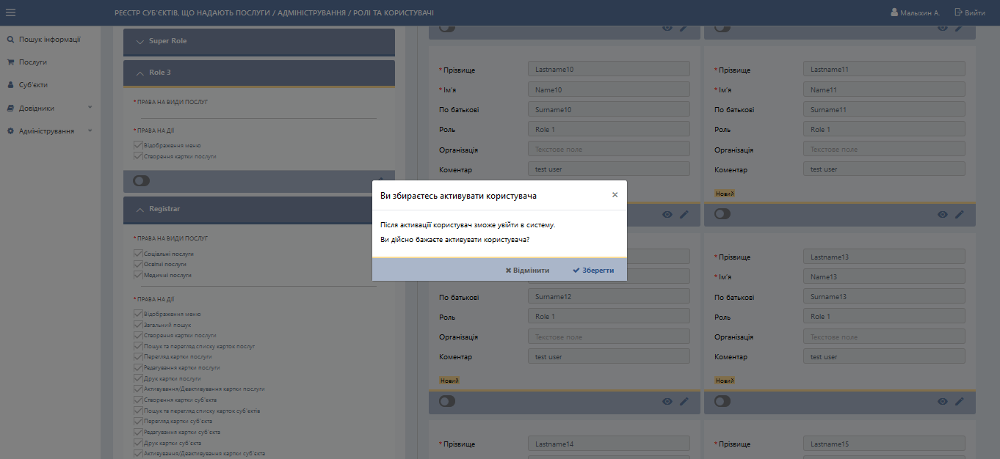 РЕЄСТР СУБ'ЄКТІВ, ЩО НАДАЮТЬ ПОСЛУГИ / АДМІНІСТРУВАННЯ / РОЛІ ТА КОРИСТУВАЧІ
Малыхин А.
Вийти
Пошук інформації
Послуги
Суб'єкти
Довідники
Адміністрування
Super Role
Role 3
* ПРАВА НА ВИДИ ПОСЛУГ
* ПРАВА НА ДІЇ
Відображення меню
Створення картки послуги
Registrar
* ПРАВА НА ВИДИ ПОСЛУГ
Соціальні послуги
Освітні послуги
Медичні послуги
* ПРАВА НА ДІЇ
Відображення меню
Загальний пошук
Створення картки послуги
Пошук та перегляд списку карток послуг
Перегляд картки послуги
Редагування картки послуги
Друк картки послуги
Активування/Деактивування картки послуги
Створення картки суб'єкта
Пошук та перегляд списку карток суб'єктів
Перегляд картки суб'єкта
Редагування картки суб'єкта
Друк картки суб'єкта
Активування/Деактивування картки суб'єкта
* Прізвище Lastname10
* Ім'я Name10
По батькові Surname10
Роль Role 1
Організація Текстове поле
Коментар test user
* Прізвище Lastname11
* Ім'я Name11
По батькові Surname11
Роль Role 1
Організація Текстове поле
Коментар test user
Новий
Ви збираєтесь активувати користувача ×
Після активаціїї користувач зможе увійти в систему.
Ви дійсно бажаєте активувати користувача?
Відмінити Зберегти
По батькові Surname12
Роль Role 1
Організація Текстове поле
Коментар test user
Новий
* Прізвище Lastname13
* Ім'я Name13
По батькові Surname13
Роль Role 1
Організація Текстове поле
Коментар test user
Новий
* Прізвище Lastname14
* Прізвище Lastname15